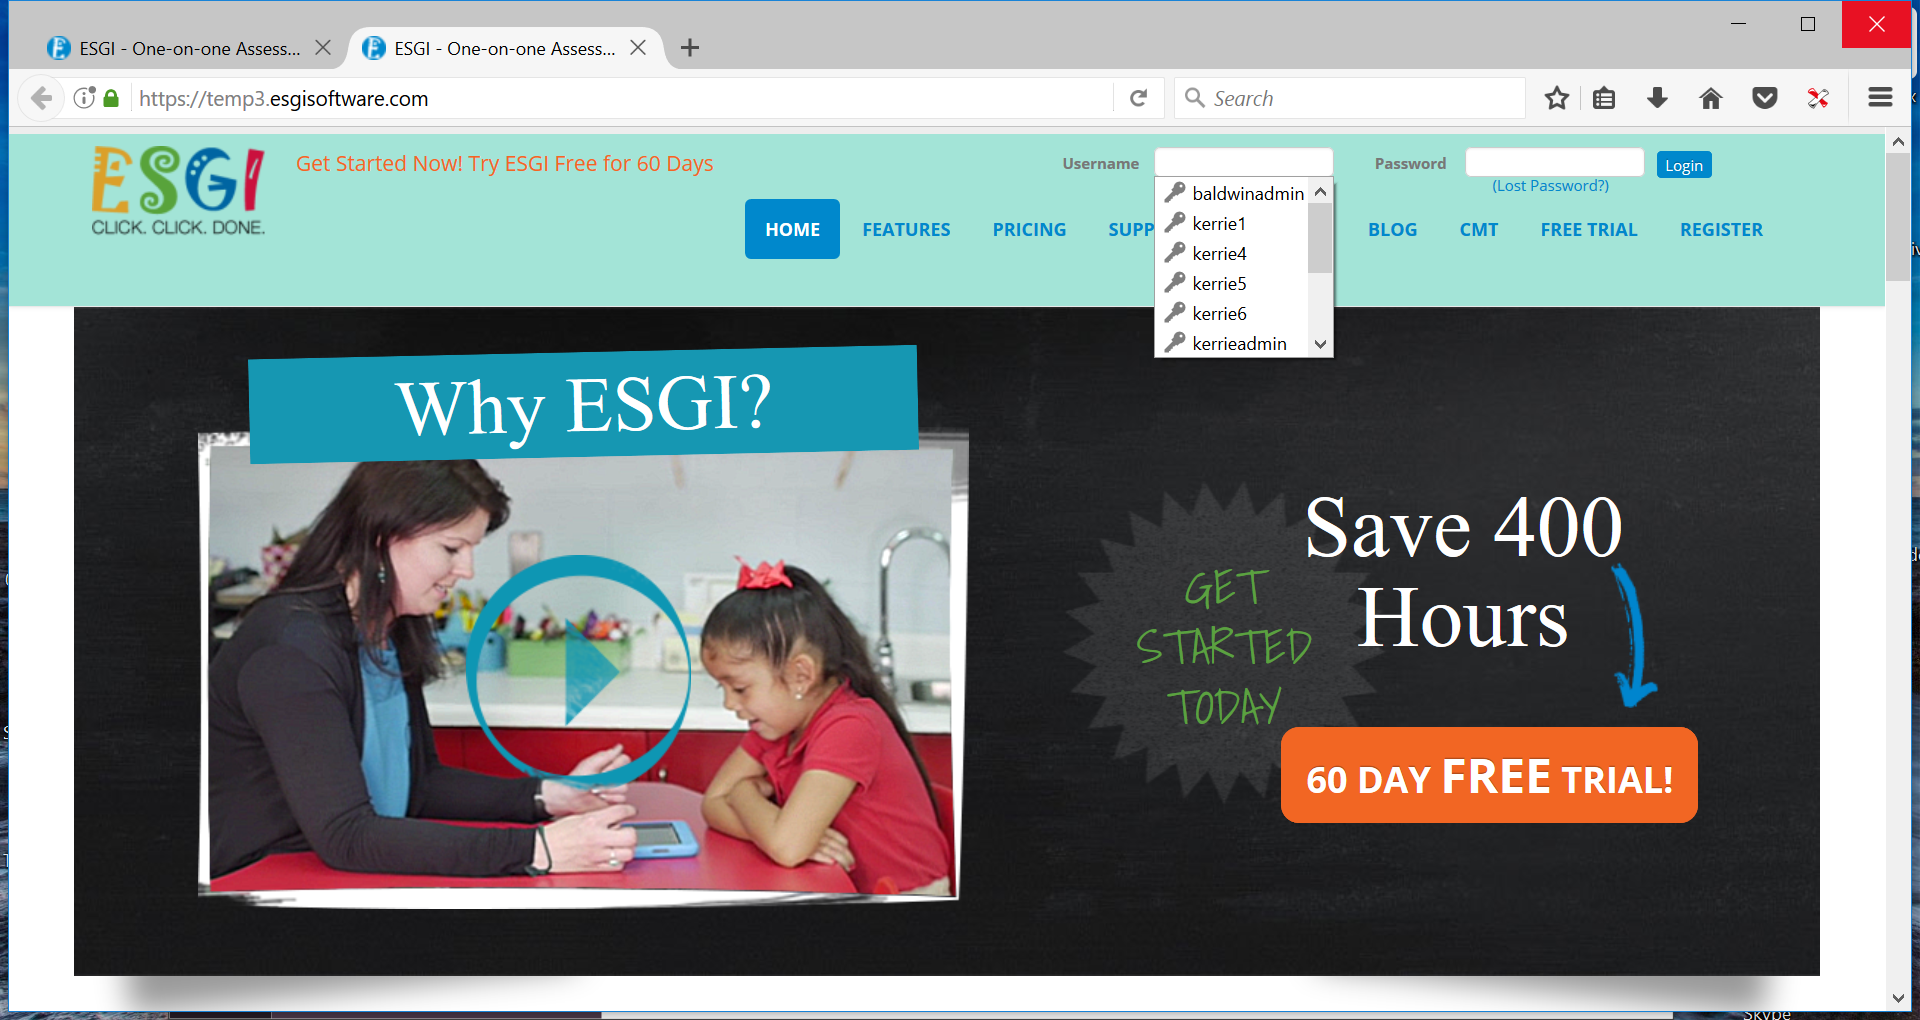 ESGI - One-on-one Assess...
ESGI - One-on-one Assess...
https://temp3.esgisoftware.com
Search
ESGI
CLICK. CLICK. DONE.
Get Started Now! Try ESGI Free for 60 Days
Username
Password
Login
(Lost Password?)
HOME FEATURES PRICING SUPP BLOG CMT FREE TRIAL REGISTER
baldwinadmin
kerrie1
kerrie4
kerrie5
kerrie6
kerrieadmin
Why ESGI?
Save 400
Hours
GET
STARTED
TODAY
60 DAY FREE TRIAL!
Skype